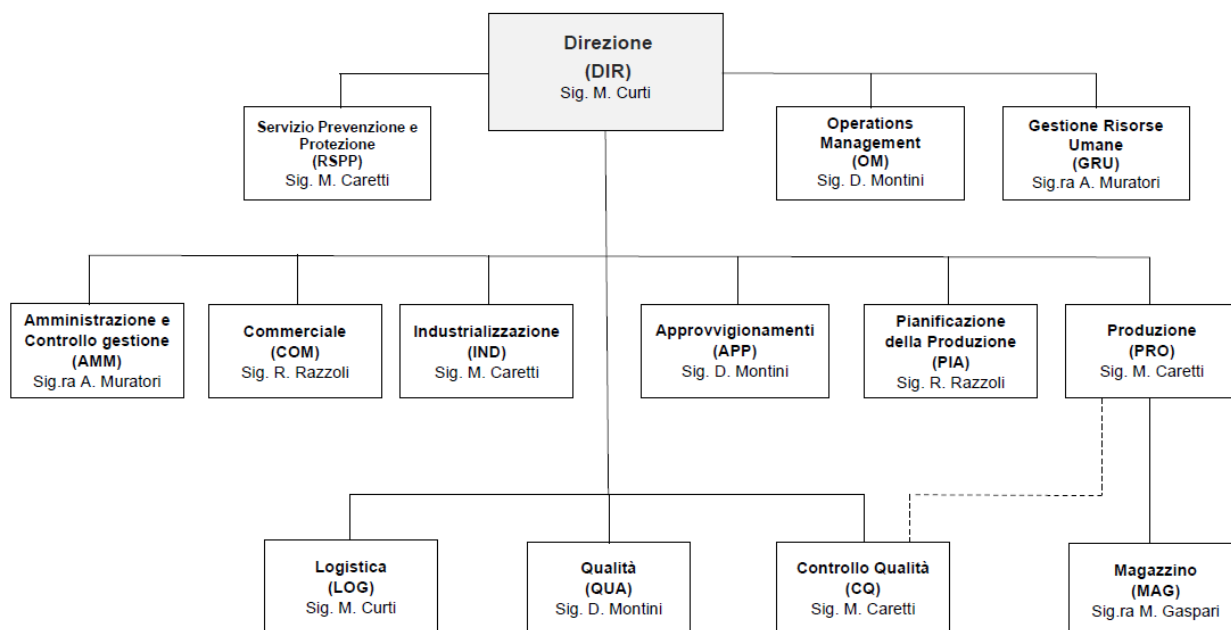 Direzione
(DIR)
Sig. M. Curti
Servizio Prevenzione e
Protezione
(RSPP)
Sig. M. Caretti
Operations
Management
(OM)
Sig. D. Montini
Gestione Risorse
Umane
(GRU)
Sig.ra A. Muratori
Amministrazione e
Controllo gestione
(AMM)
Sig.ra A. Muratori
Commerciale
(COM)
Sig. R. Razzoli
Industrializzazione
(IND)
Sig. M. Caretti
Approvvigionamenti
(APP)
Sig. D. Montini
Pianificazione
della Produzione
(PIA)
Sig. R. Razzoli
Produzione
(PRO)
Sig. M. Caretti
Logistica
(LOG)
Sig. M. Curti
Qualità
(QUA)
Sig. D. Montini
Controllo Qualità
(CQ)
Sig. M. Caretti
Magazzino
(MAG)
Sig.ra M. Gaspari